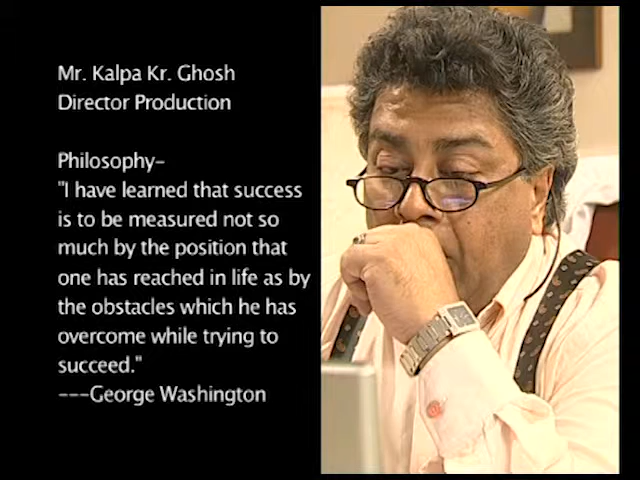 Mr. Kalpa Kr. Ghosh
Director Production
Philosophy-
"I have learned that success
is to be measured not so
much by the position that
one has reached in life as by
the obstacles which he has
overcome while trying to
succeed."
---George Washington